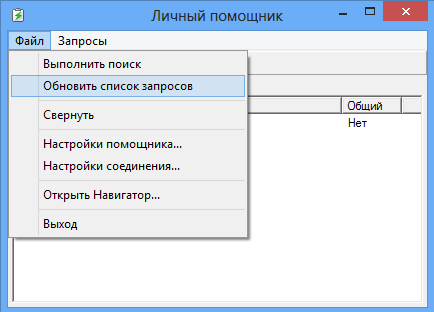 Личный помощник
Файл Запросы
Выполнить поиск
Обновить список запросов
Общий
Свернуть
Нет
Настройки помощника...
Настройки соединения...
Открыть Навигатор...
Выход